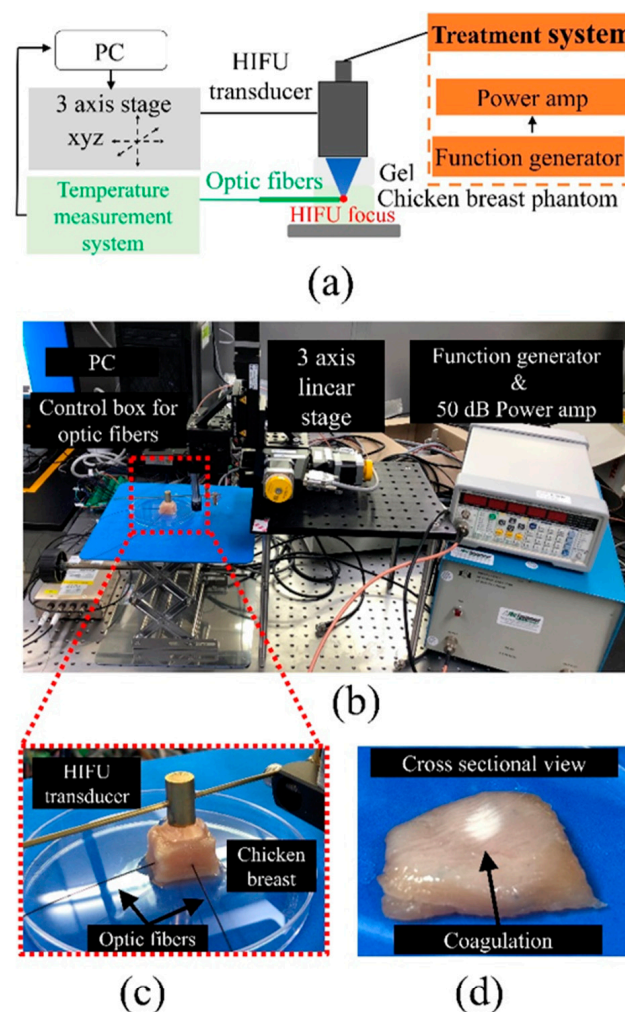 PC
3 axis stage
xyz
Temperature
measurement
system
HIFU
transducer
Optic fibers
Gel
Chicken breast phantom
HIFU focus
Treatment system
Power amp
Function generator
(a)
PC
Control box for
optic fibers
3 axis
lincar
stage
Function generator
&
50 dB Power amp
(b)
HIFU
transducer
Chicken
breast
Optic fibers
(c)
Cross sectional view
Coagulation
(d)